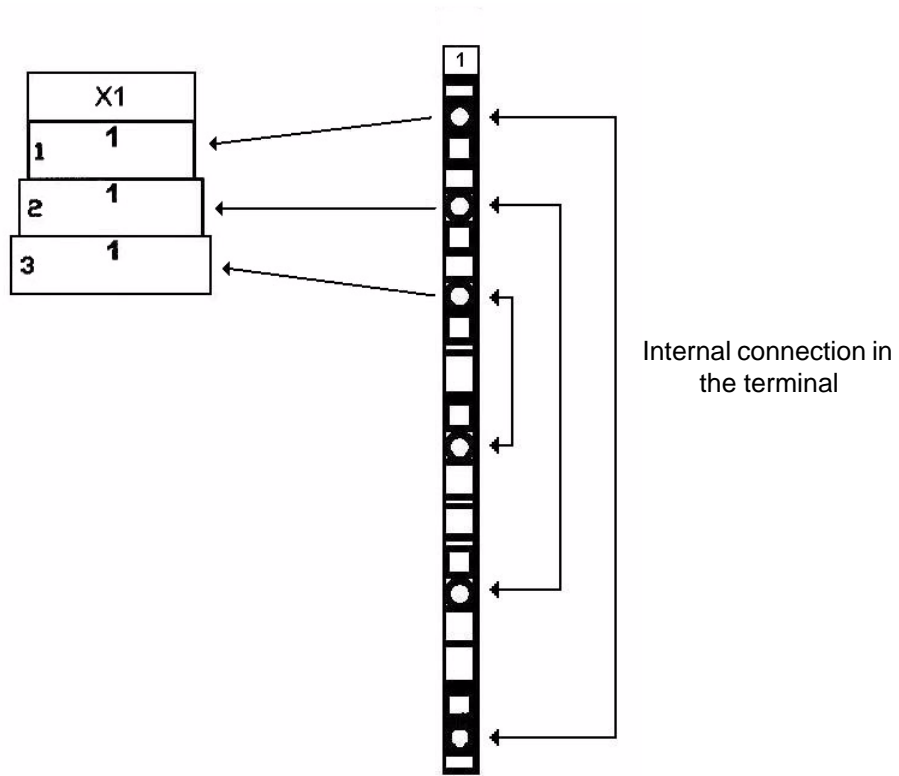 1
X1
1 1
2 1
3 1
Internal connection in
the terminal